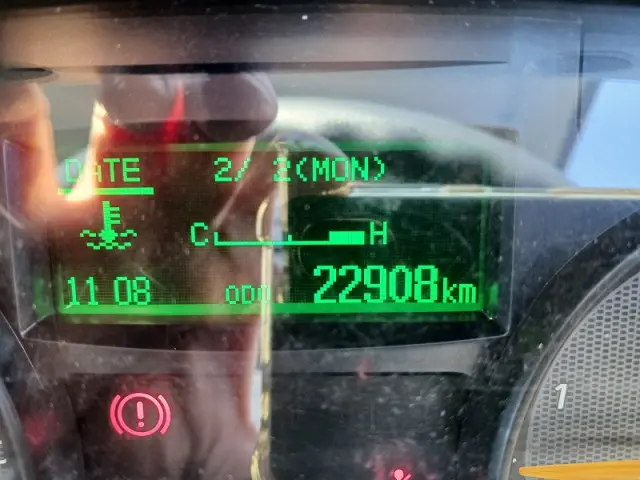 DATE 2/ 2(MON)
C H
11 08 ODO 22908km
!
1